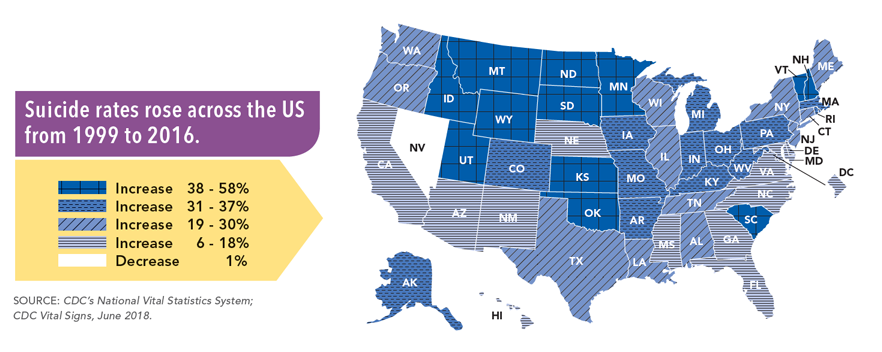 Suicide rates rose across the US
from 1999 to 2016.
Increase 38 - 58%
Increase 31 - 37%
Increase 19 - 30%
Increase 6 - 18%
Decrease 1%
SOURCE: CDC's National Vital Statistics System;
CDC Vital Signs, June 2018.
WA
MT
ND
MN
VT
NH
ME
OR
ID
SD
WI
MI
NY
MA
RI
CT
WY
NE
IA
PA
NJ
DE
MD
DC
NV
UT
CO
IL
IN
OH
WV
VA
CA
KS
MO
KY
NC
AZ
NM
OK
AR
TN
SC
TX
LA
MS
AL
GA
FL
AK
HI